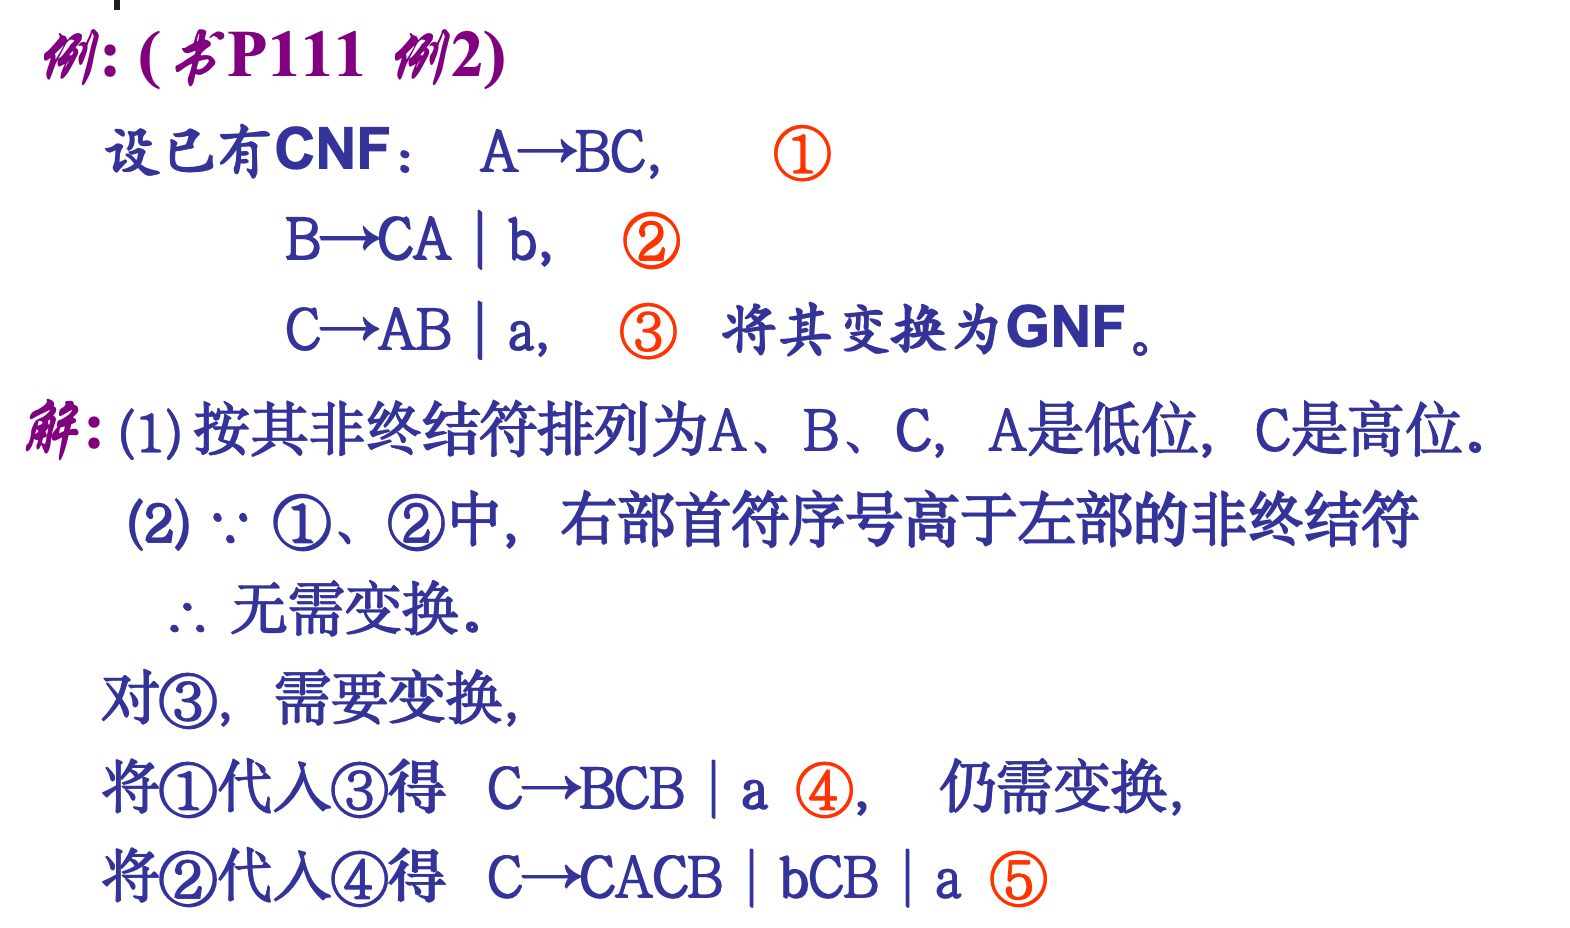 例: (书P111 例2)
设已有CNF： A→BC, ①
B→CA｜b, ②
C→AB｜a, ③ 将其变换为GNF。
解: (1) 按其非终结符排列为A、B、C, A是低位, C是高位.
(2) ∵ ①、②中, 右部首符序号高于左部的非终结符
∴ 无需变换.
对③, 需要变换,
将①代入③得 C→BCB｜a ④, 仍需变换,
将②代入④得 C→CACB｜bCB｜a ⑤